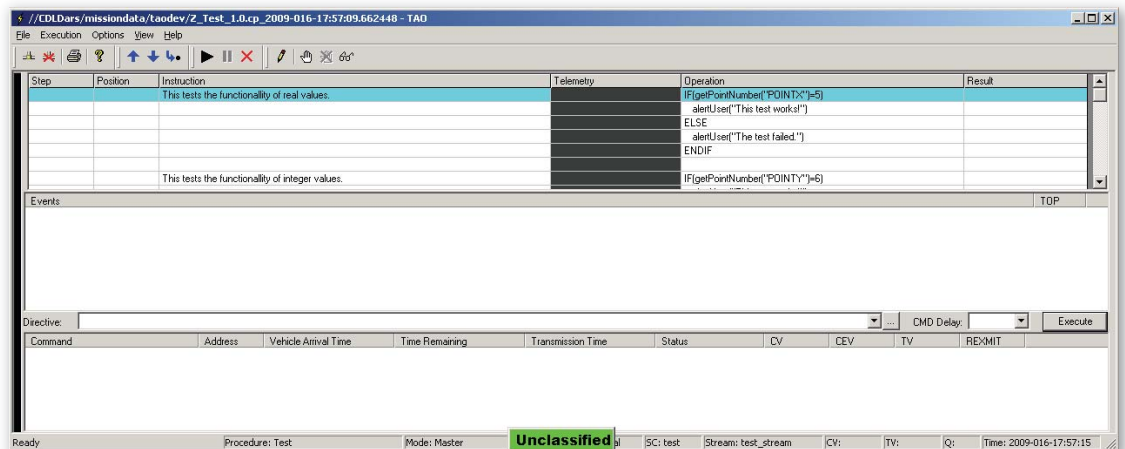 //CDLDars/missiondata/taodev/Z_Test_1.0.cp_2009-016-17:57:09.662448 - TAO
File Execution Options View Help
Step Position Instruction Telemetry Operation Result
This tests the functionallity of real values. IF(getPointNumber("POINTX")=5)
alertUser("This test works!")
ELSE
alertUser("The test failed.")
ENDIF
This tests the functionallity of integer values. IF(getPointNumber("POINTY")=6)
Events TOP
Directive: ... CMD Delay: Execute
Command Address Vehicle Arrival Time Time Remaining Transmission Time Status CV CEV TV REXMIT
Ready Procedure: Test Mode: Master Unclassified SC: test Stream: test_stream CV: TV: Q: Time: 2009-016-17:57:15